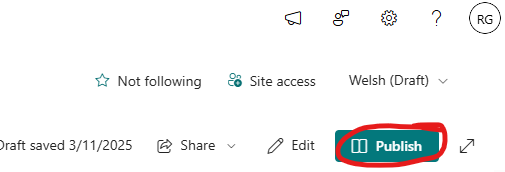 RG
Not following Site access Welsh (Draft)
Draft saved 3/11/2025 Share Edit Publish